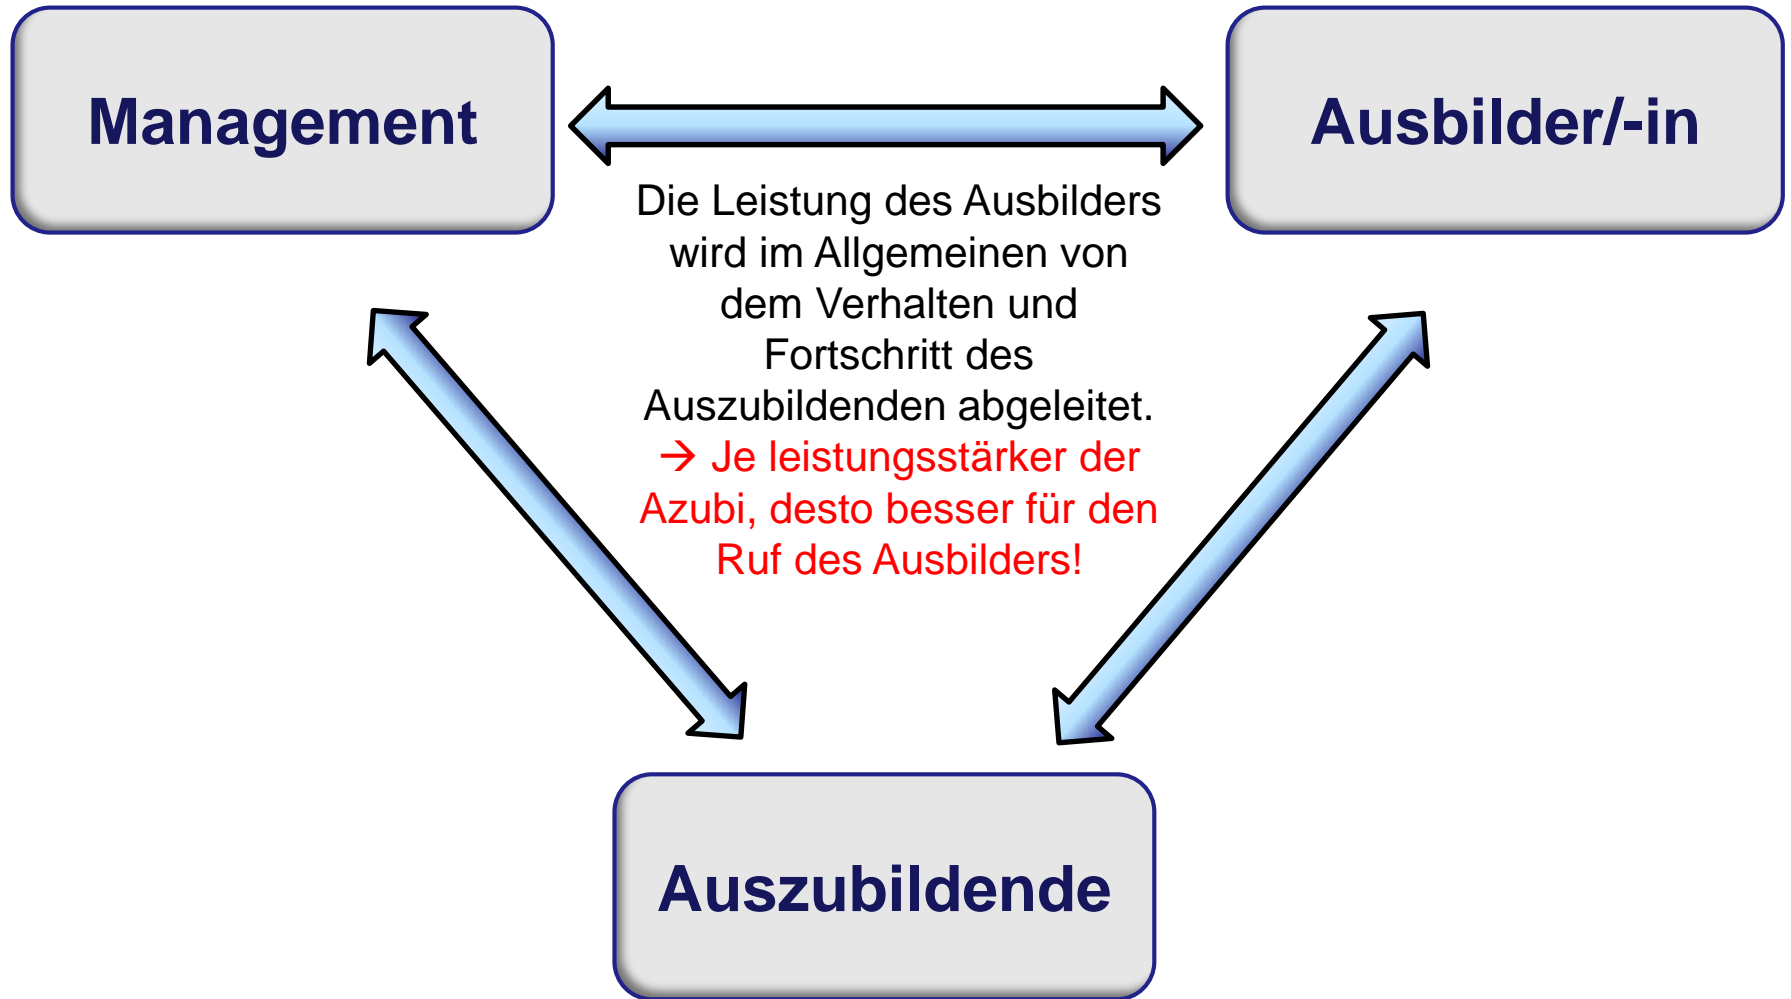 Management
Ausbilder/-in
Die Leistung des Ausbilders
wird im Allgemeinen von
dem Verhalten und
Fortschritt des
Auszubildenden abgeleitet.
→ Je leistungsstärker der
Azubi, desto besser für den
Ruf des Ausbilders!
Auszubildende